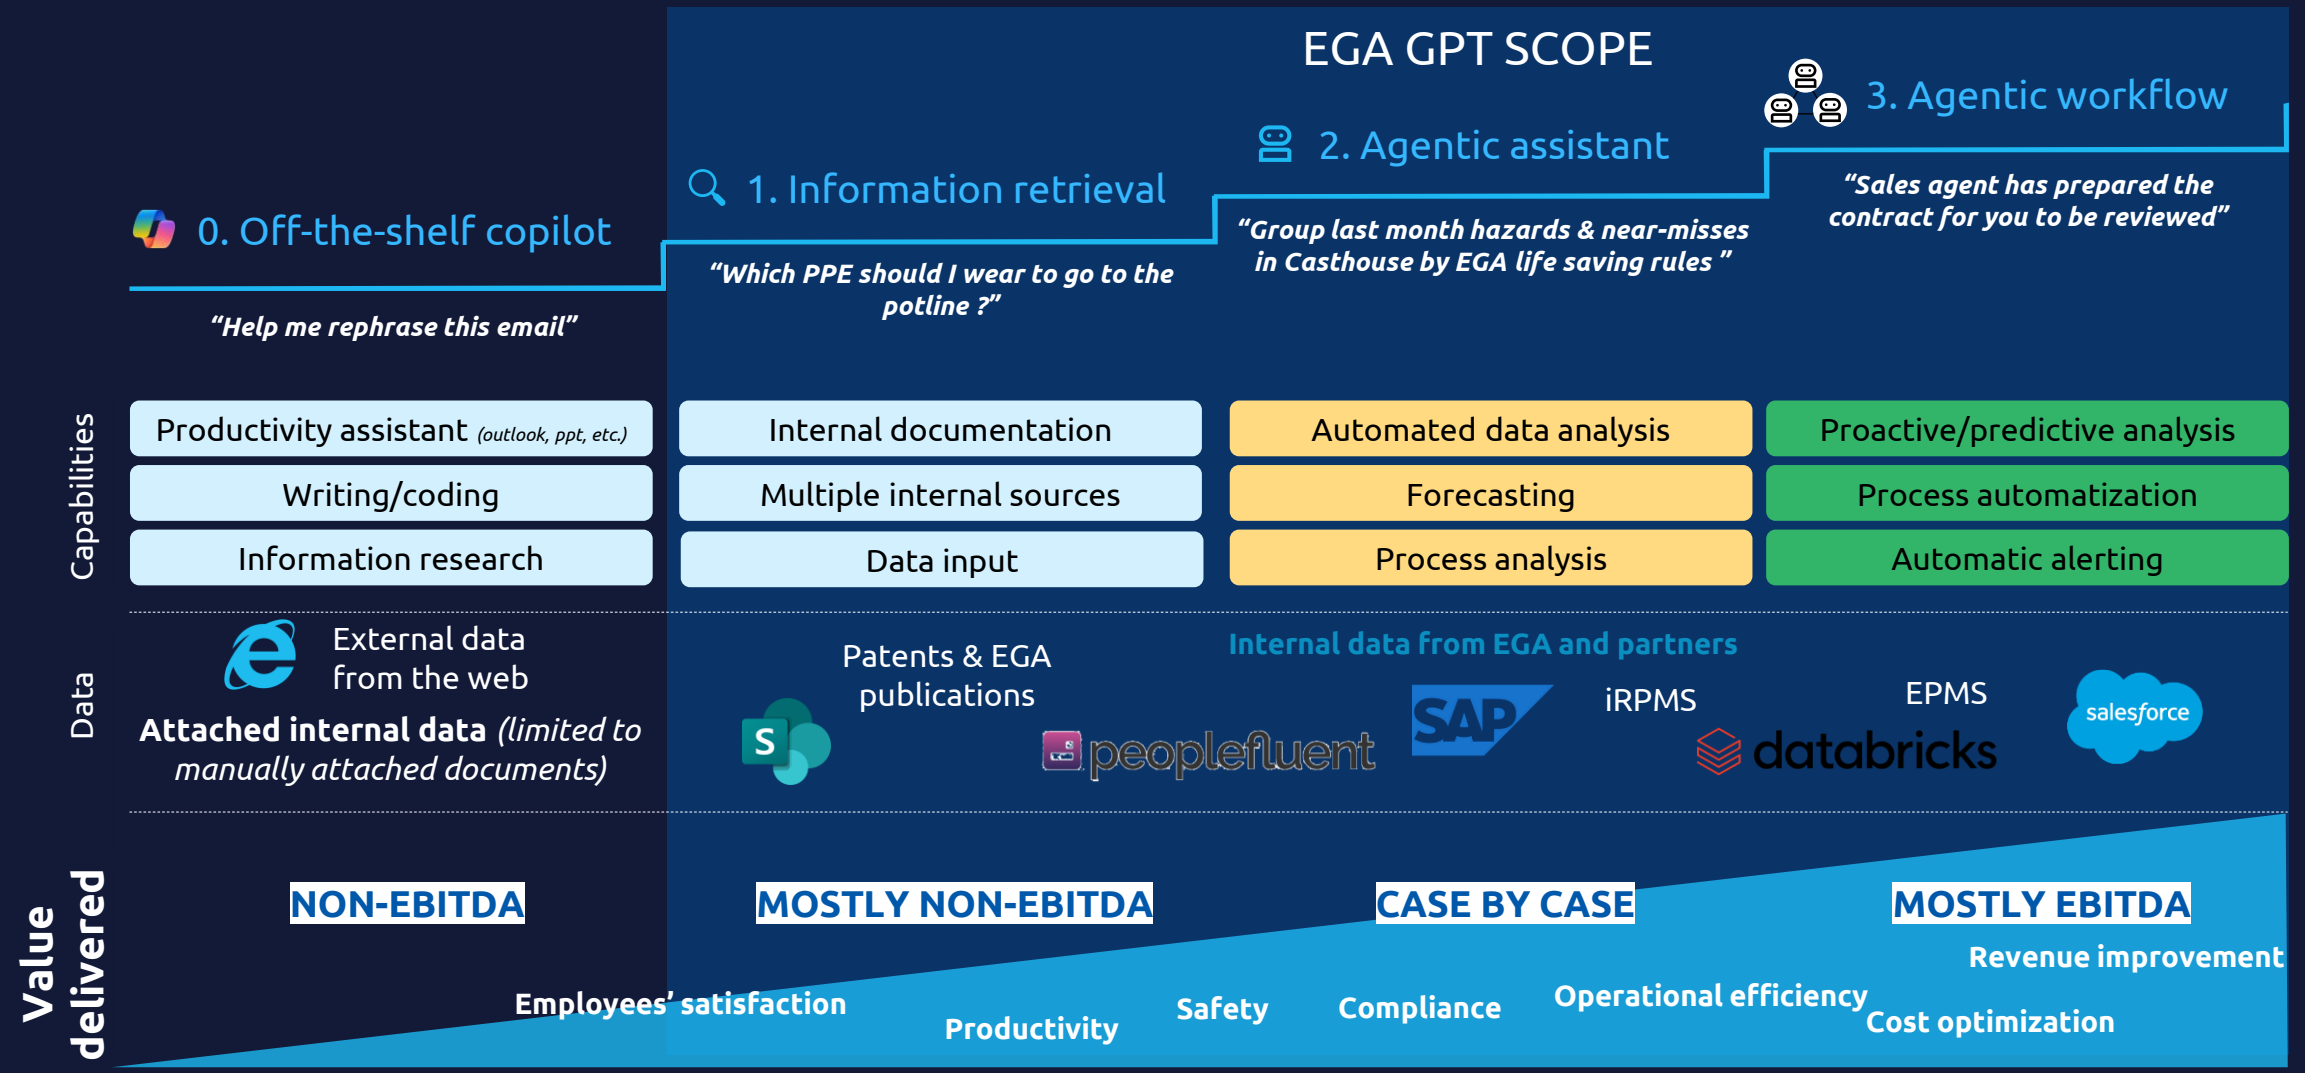 EGA GPT SCOPE
0. Off-the-shelf copilot
“Help me rephrase this email”
1. Information retrieval
“Which PPE should I wear to go to the
potline ?”
2. Agentic assistant
“Group last month hazards & near-misses
in Casthouse by EGA life saving rules ”
3. Agentic workflow
“Sales agent has prepared the
contract for you to be reviewed”
Capabilities
Productivity assistant (outlook, ppt, etc.)
Writing/coding
Information research
Internal documentation
Multiple internal sources
Data input
Automated data analysis
Forecasting
Process analysis
Proactive/predictive analysis
Process automatization
Automatic alerting
Data
External data
from the web
Attached internal data (limited to
manually attached documents)
Patents & EGA
publications
Internal data from EGA and partners
S
peoplefluent
SAP
iRPMS
databricks
EPMS
salesforce
Value
delivered
NON-EBITDA
MOSTLY NON-EBITDA
CASE BY CASE
MOSTLY EBITDA
Employees’ satisfaction
Productivity
Safety
Compliance
Operational efficiency
Revenue improvement
Cost optimization